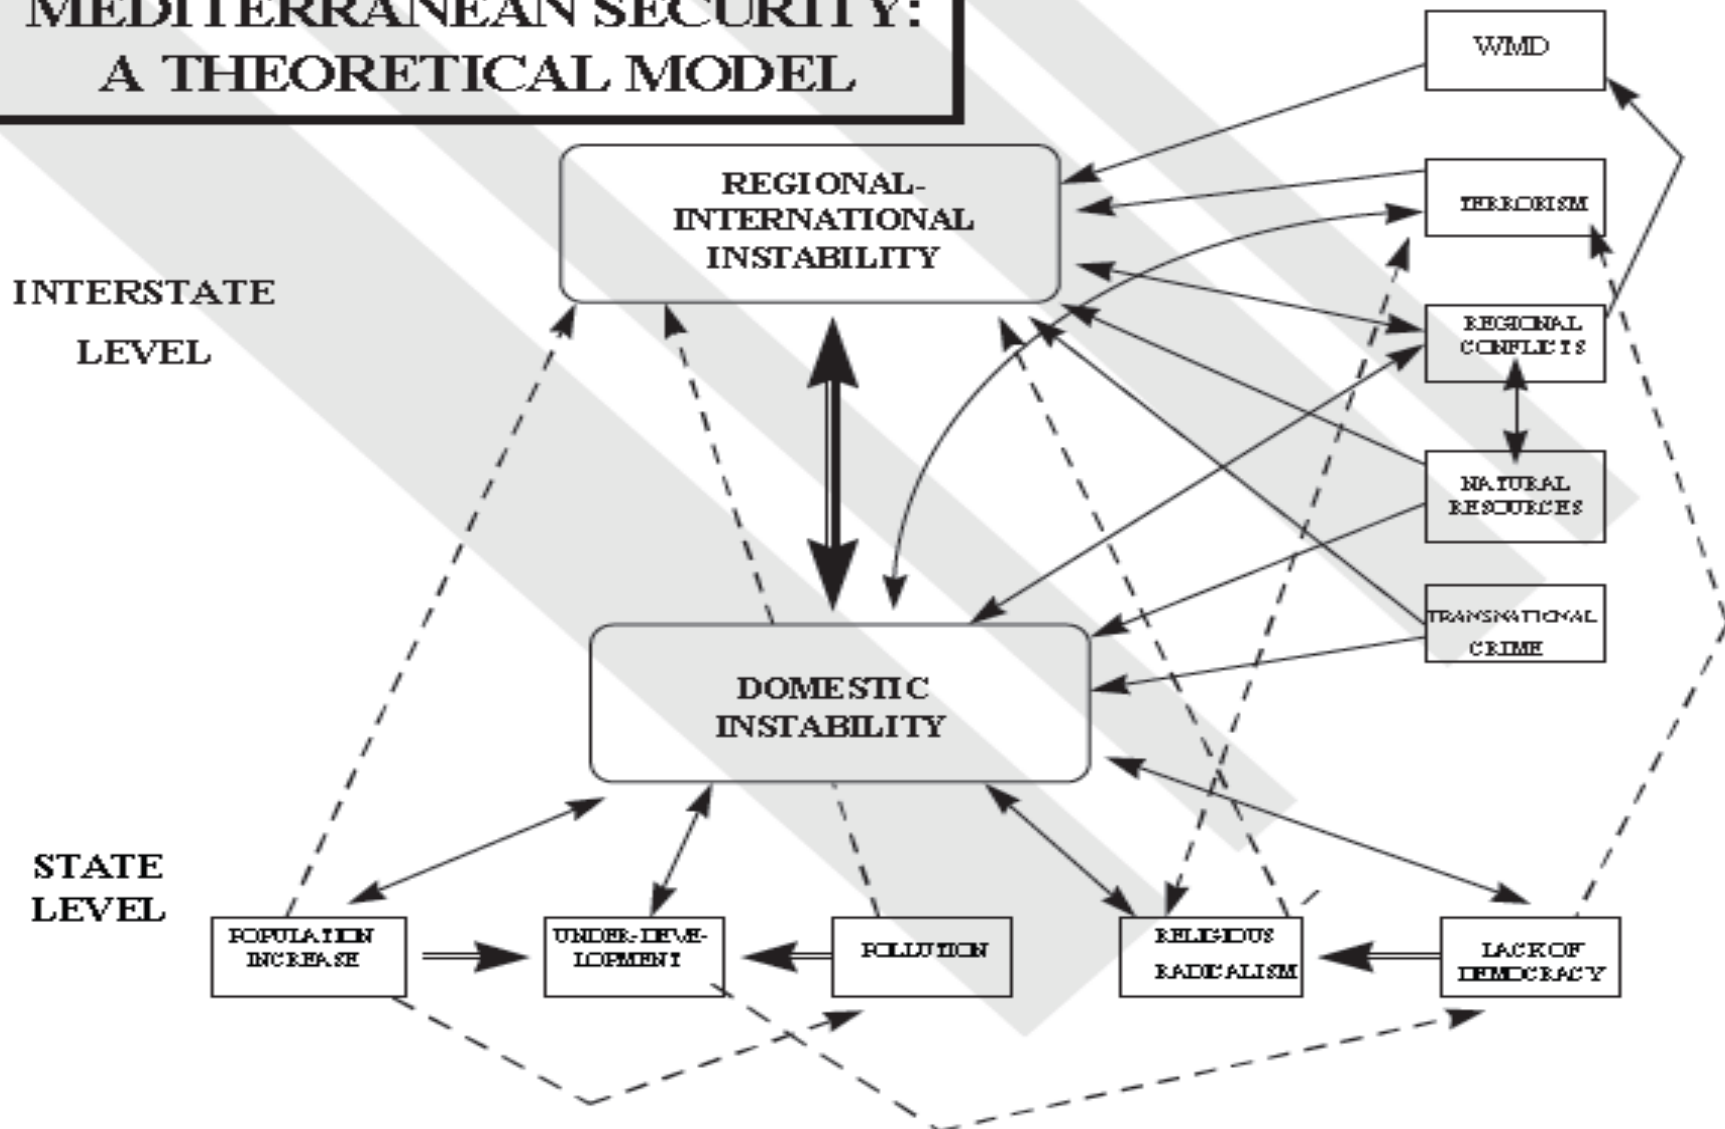 MEDITERRANEAN SECURITY:
A THEORETICAL MODEL
WMD
REGIONAL-
INTERNATIONAL
INSTABILITY
TERRORISM
INTERSTATE
LEVEL
REGIONAL
CONFLICTS
NATURAL
RESOURCES
TRANSNATIONAL
CRIME
DOMESTIC
INSTABILITY
STATE
LEVEL
POPULATION
INCREASE
UNDER-DEVE-
LOPMENT
POLLUTION
RELIGIOUS
RADICALISM
LACK OF
DEMOCRACY